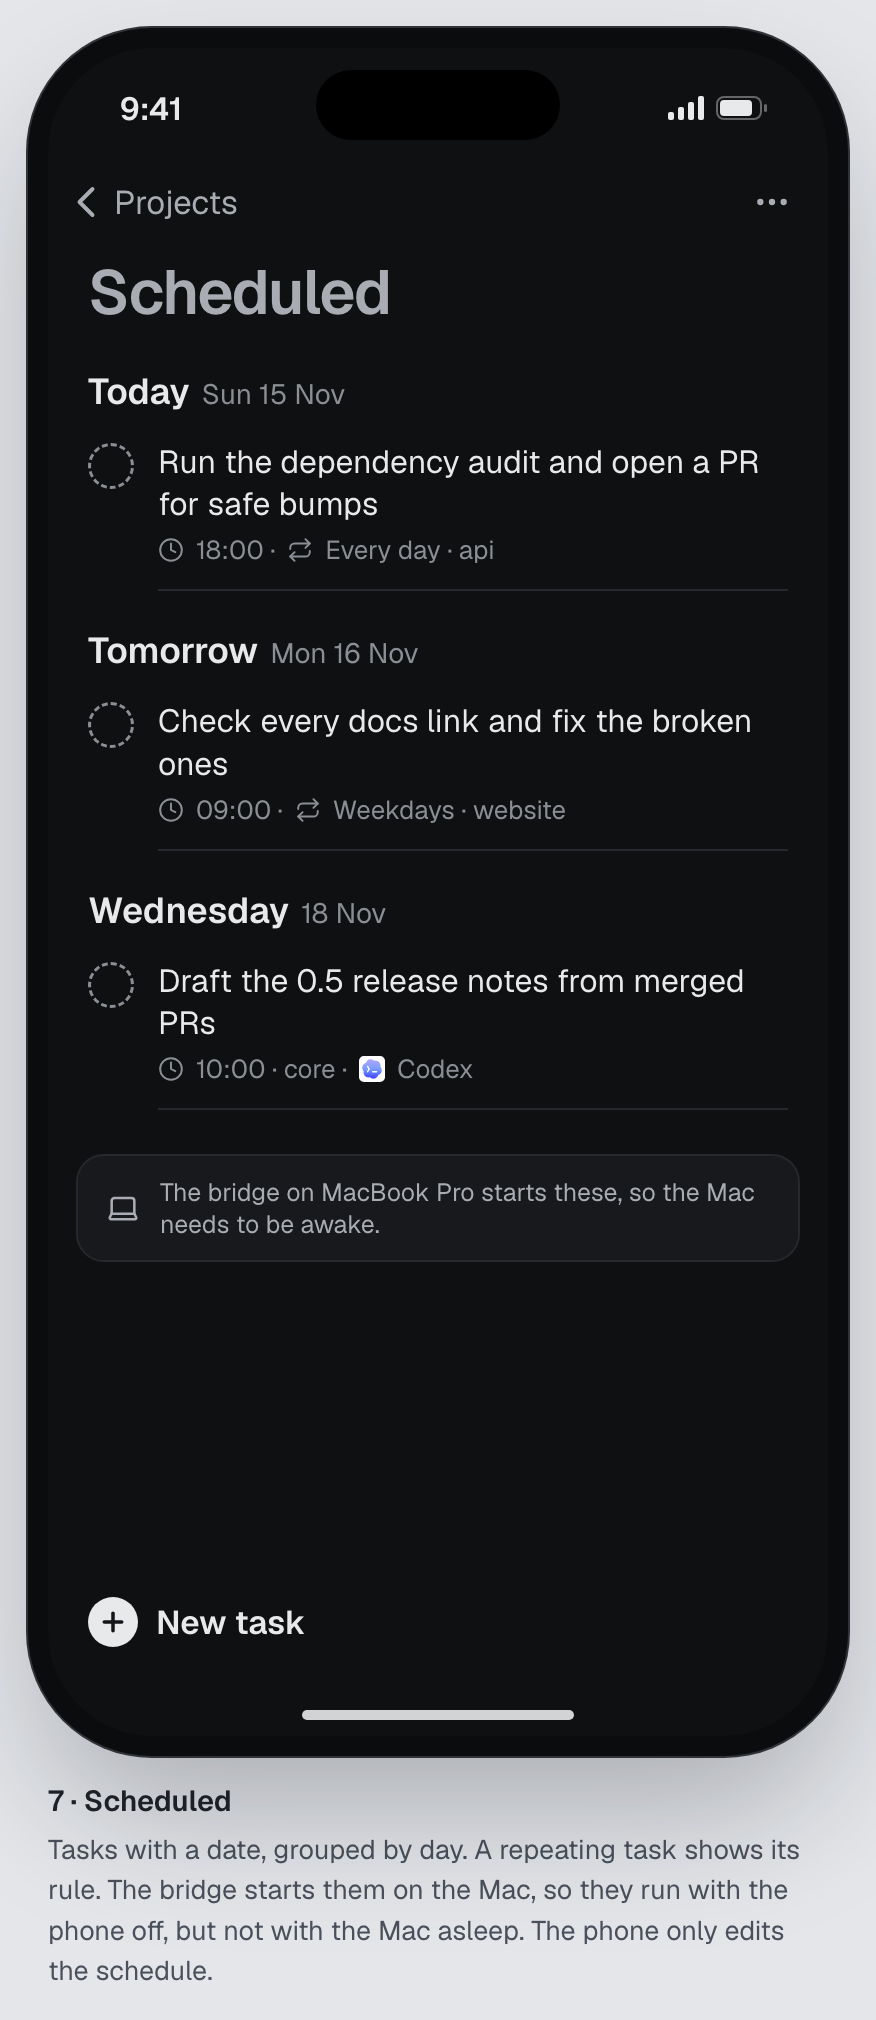 9:41
Projects
Scheduled
Today Sun 15 Nov
Run the dependency audit and open a PR
for safe bumps
18:00 · Every day · api
Tomorrow Mon 16 Nov
Check every docs link and fix the broken
ones
09:00 · Weekdays · website
Wednesday 18 Nov
Draft the 0.5 release notes from merged
PRs
10:00 · core · Codex
The bridge on MacBook Pro starts these, so the Mac
needs to be awake.
New task
7 · Scheduled
Tasks with a date, grouped by day. A repeating task shows its
rule. The bridge starts them on the Mac, so they run with the
phone off, but not with the Mac asleep. The phone only edits
the schedule.